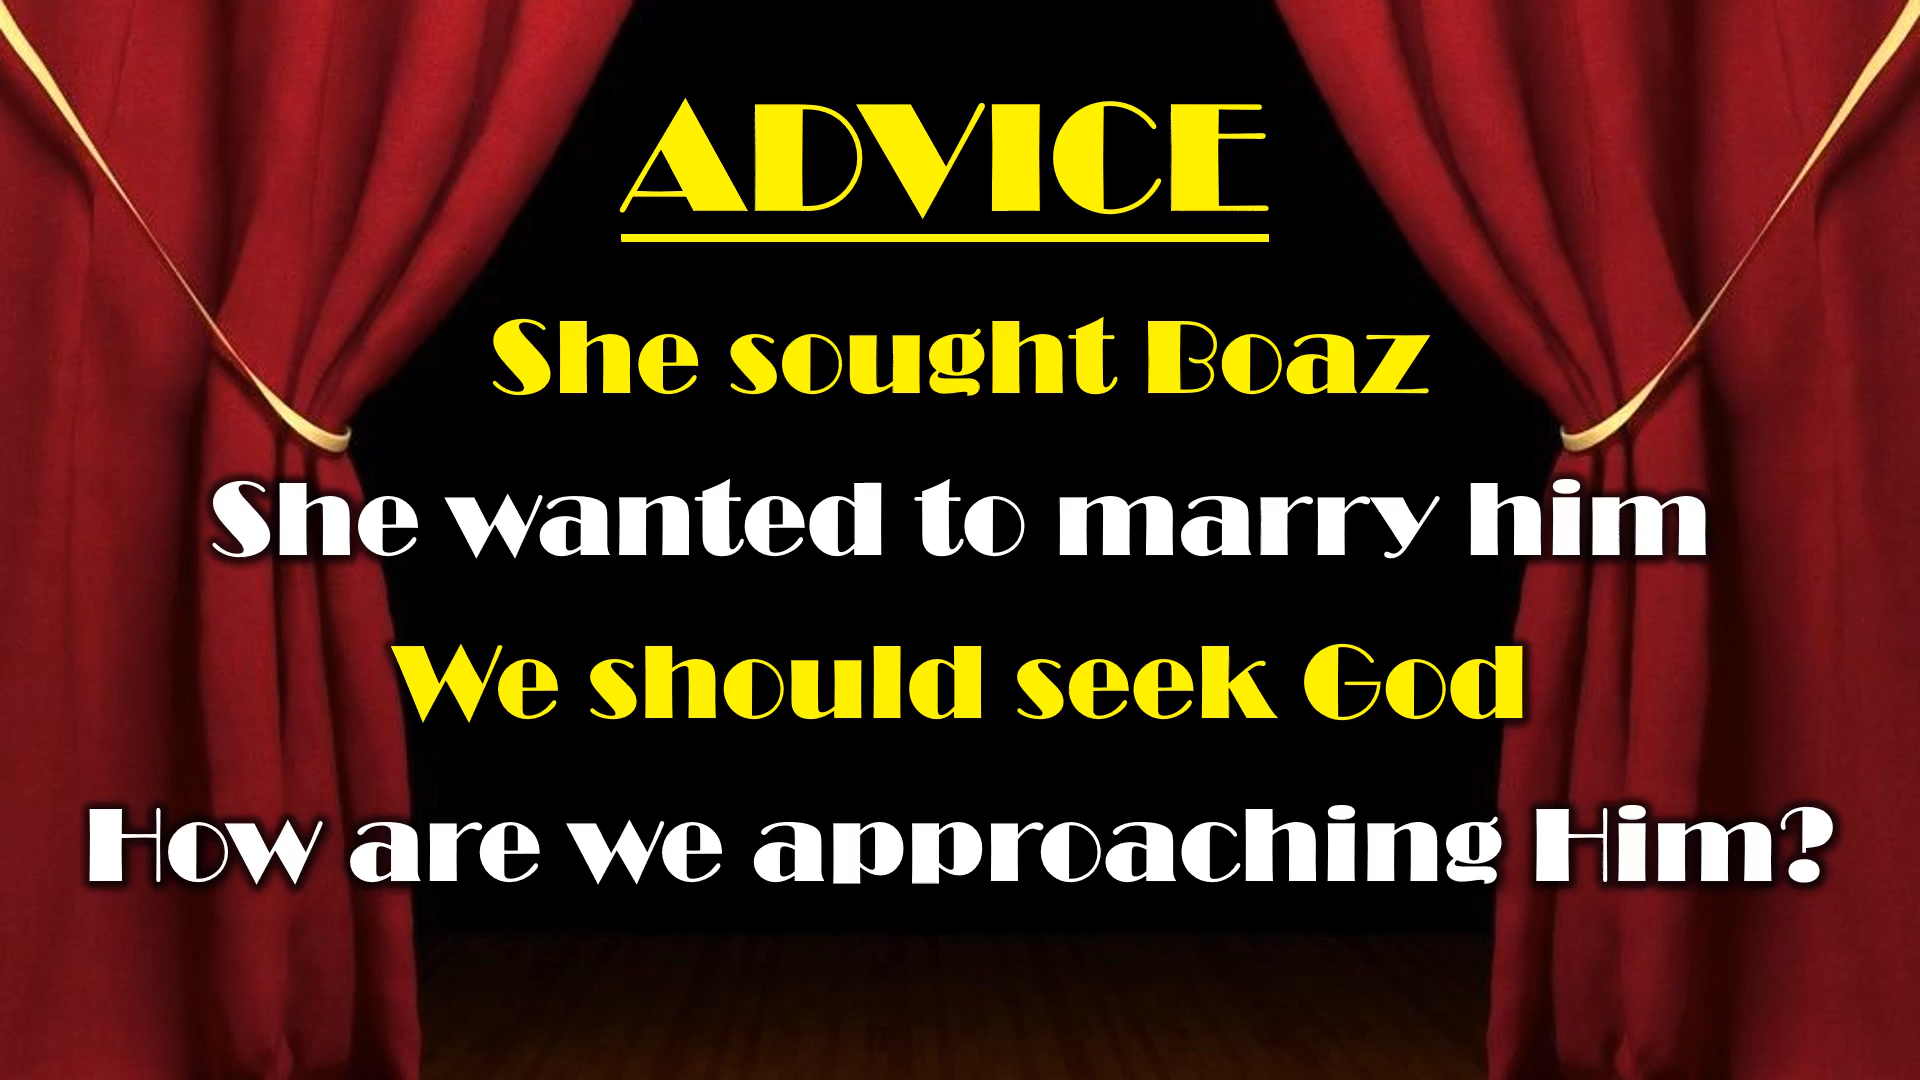 ADVICE
She sought Boaz
She wanted to marry him
We should seek God
How are we approaching Him?